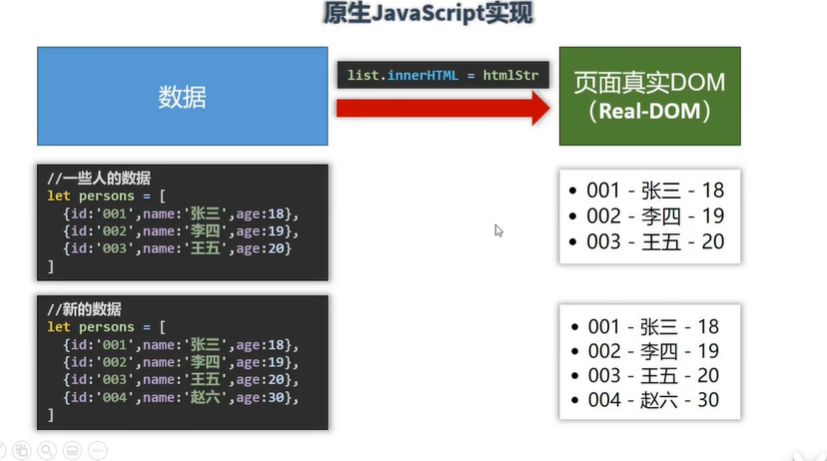 原生JavaScript实现
数据
list.innerHTML = htmlStr
页面真实DOM
（Real-DOM）
//一些人的数据
let persons = [
{id:'001',name:'张三',age:18},
{id:'002',name:'李四',age:19},
{id:'003',name:'王五',age:20}
]
• 001 - 张三 - 18
• 002 - 李四 - 19
• 003 - 王五 - 20
//新的数据
let persons = [
{id:'001',name:'张三',age:18},
{id:'002',name:'李四',age:19},
{id:'003',name:'王五',age:20},
{id:'004',name:'赵六',age:30},
]
• 001 - 张三 - 18
• 002 - 李四 - 19
• 003 - 王五 - 20
• 004 - 赵六 - 30